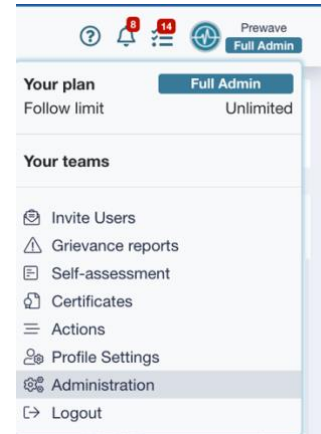 8
14
Prewave
Full Admin
Your plan Full Admin
Follow limit Unlimited
Your teams
Invite Users
Grievance reports
Self-assessment
Certificates
Actions
Profile Settings
Administration
Logout